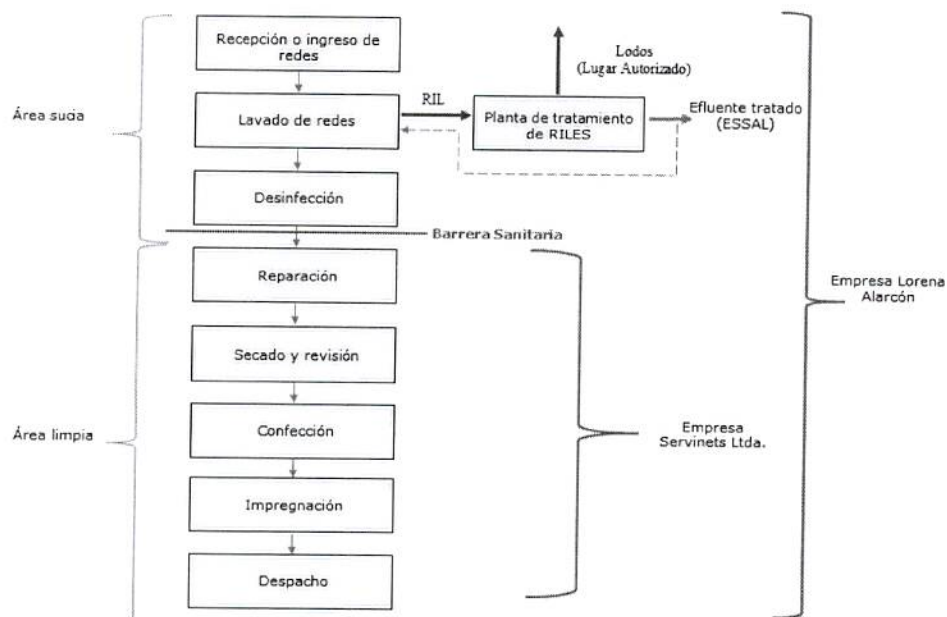 Recepción o ingreso de
redes
Lodos
(Lugar Autorizado)
Área sucia
Lavado de redes
RIL
Planta de tratamiento
de RILES
Efluente tratado
(ESSAL)
Desinfección
Barrera Sanitaria
Reparación
Empresa Lorena
Alarcón
Secado y revisión
Área limpia
Confección
Empresa
Servinets Ltda.
Impregnación
Despacho